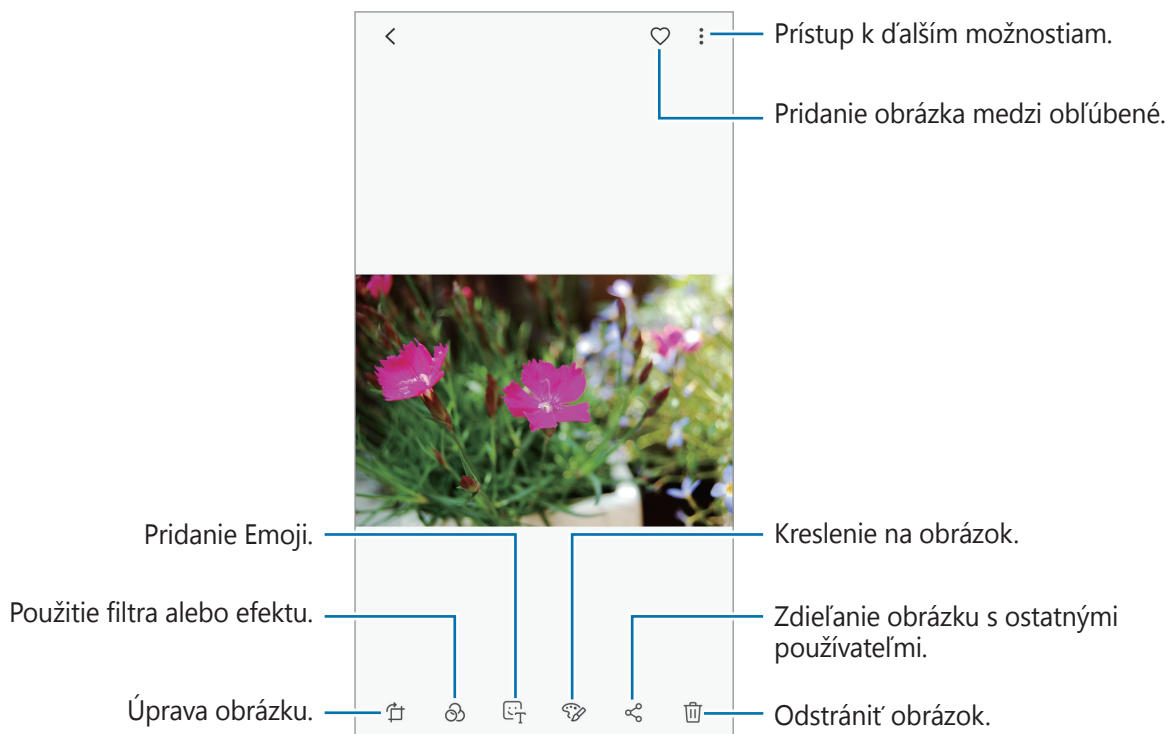 Prístup k ďalším možnostiam.
Pridanie obrázka medzi obľúbené.
Pridanie Emoji.
Kreslenie na obrázok.
Použitie filtra alebo efektu.
Zdieľanie obrázku s ostatnými
používateľmi.
Úprava obrázku.
Odstrániť obrázok.